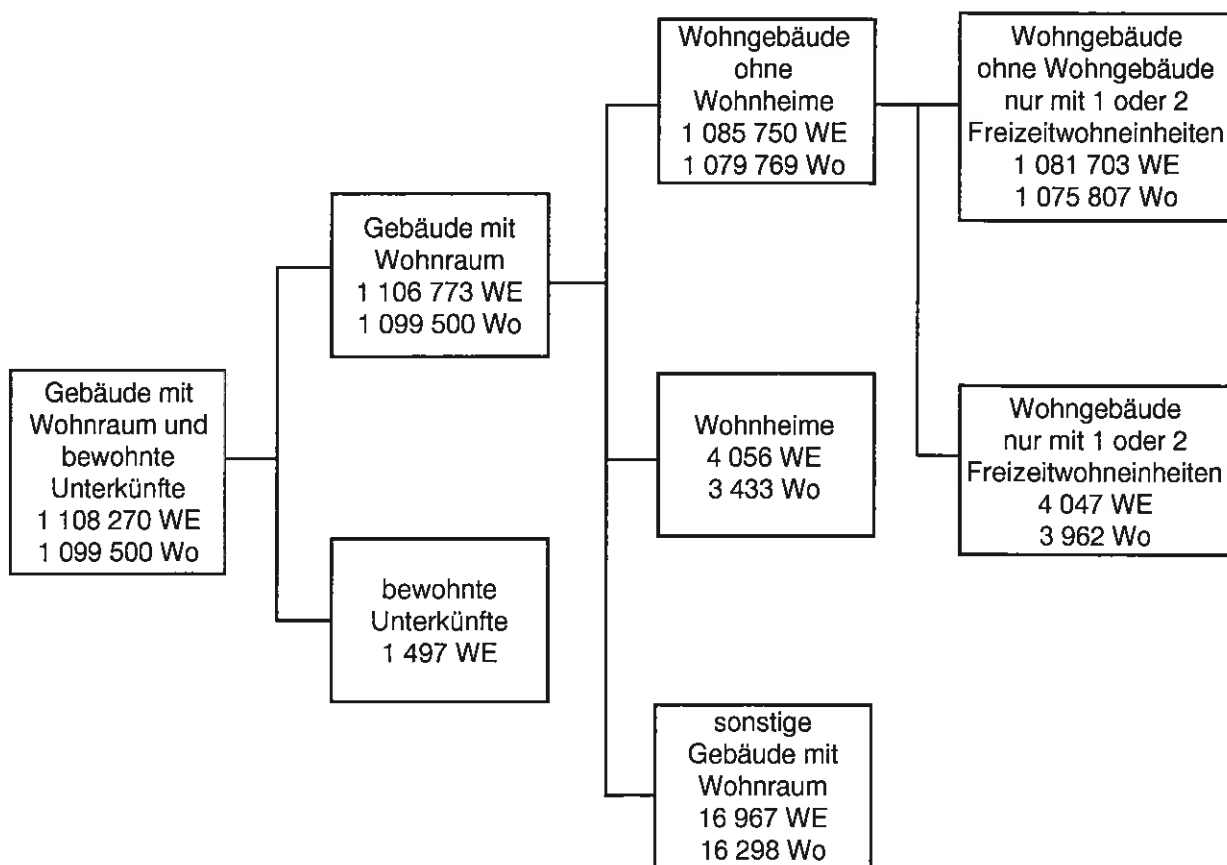 Gebäude mit
Wohnraum und
bewohnte
Unterkünfte
1 108 270 WE
1 099 500 Wo
Gebäude mit
Wohnraum
1 106 773 WE
1 099 500 Wo
bewohnte
Unterkünfte
1 497 WE
Wohngebäude
ohne
Wohnheime
1 085 750 WE
1 079 769 Wo
Wohnheime
4 056 WE
3 433 Wo
sonstige
Gebäude mit
Wohnraum
16 967 WE
16 298 Wo
Wohngebäude
ohne Wohngebäude
nur mit 1 oder 2
Freizeitwohneinheiten
1 081 703 WE
1 075 807 Wo
Wohngebäude
nur mit 1 oder 2
Freizeitwohneinheiten
4 047 WE
3 962 Wo